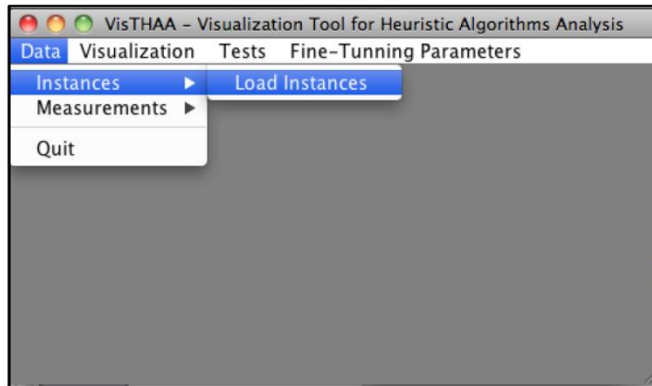 VisTHAA – Visualization Tool for Heuristic Algorithms Analysis
Data Visualization Tests Fine-Tunning Parameters
Instances Load Instances
Measurements
Quit